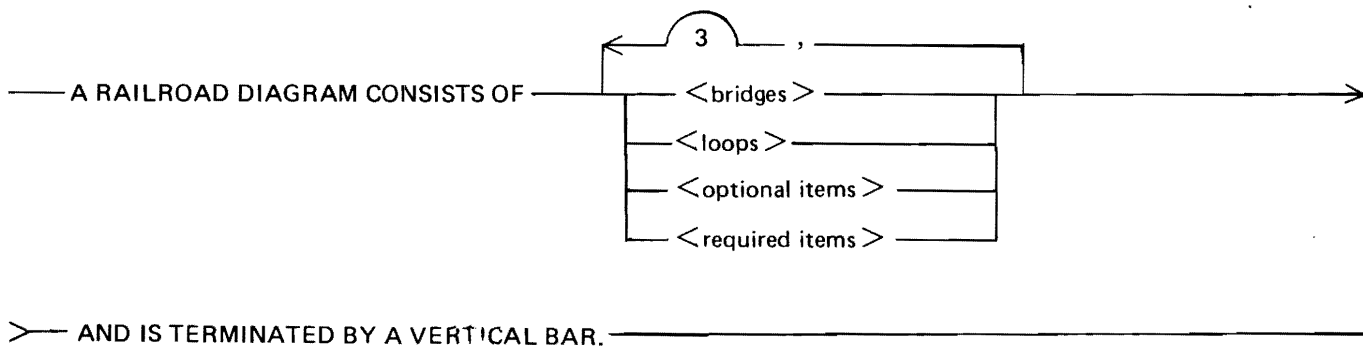 3 ,
A RAILROAD DIAGRAM CONSISTS OF <bridges>
<loops>
<optional items>
<required items>
AND IS TERMINATED BY A VERTICAL BAR.